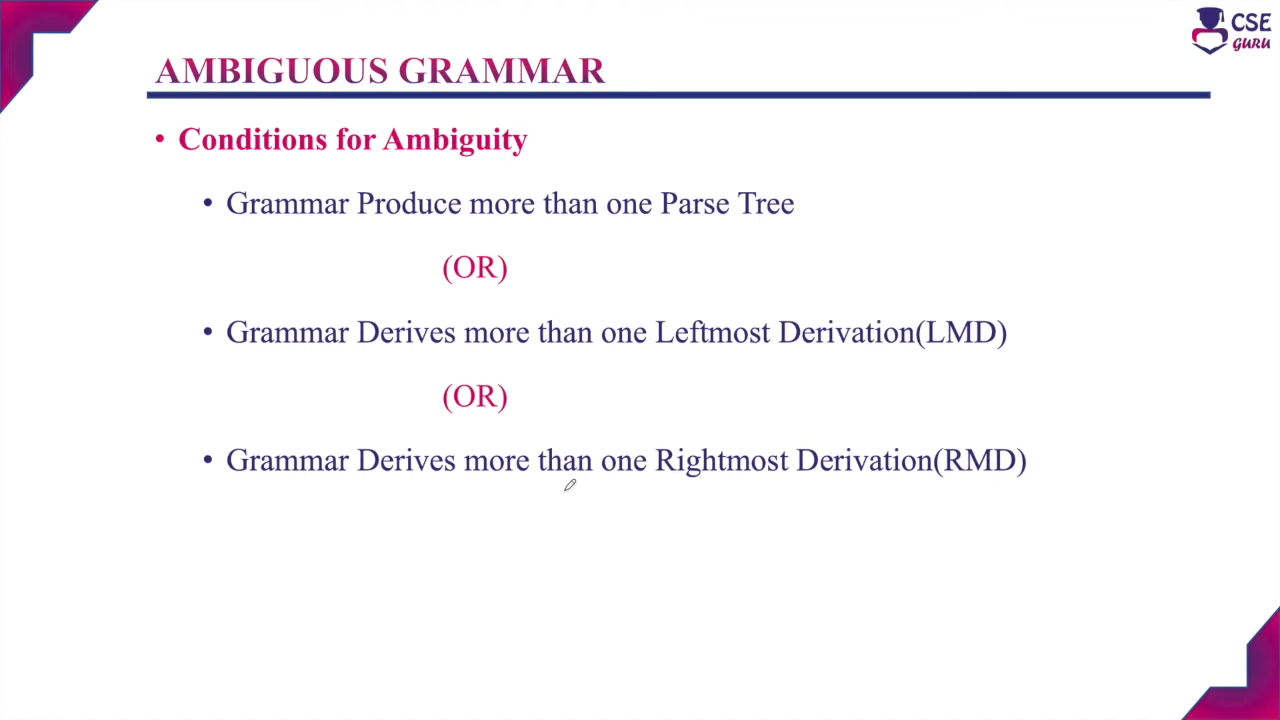 CSE
GURU
AMBIGUOUS GRAMMAR
• Conditions for Ambiguity
• Grammar Produce more than one Parse Tree
(OR)
• Grammar Derives more than one Leftmost Derivation(LMD)
(OR)
• Grammar Derives more than one Rightmost Derivation(RMD)